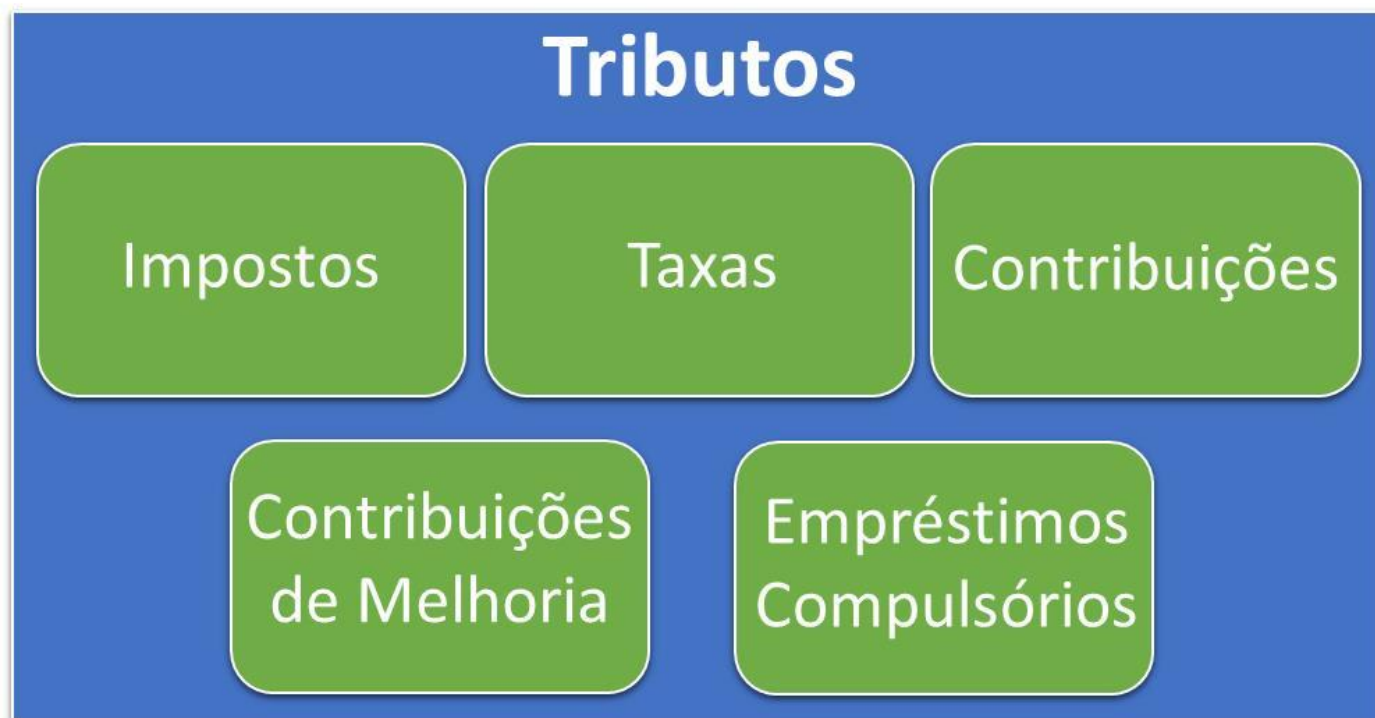 Tributos
Impostos
Taxas
Contribuições
Contribuições
de Melhoria
Empréstimos
Compulsórios